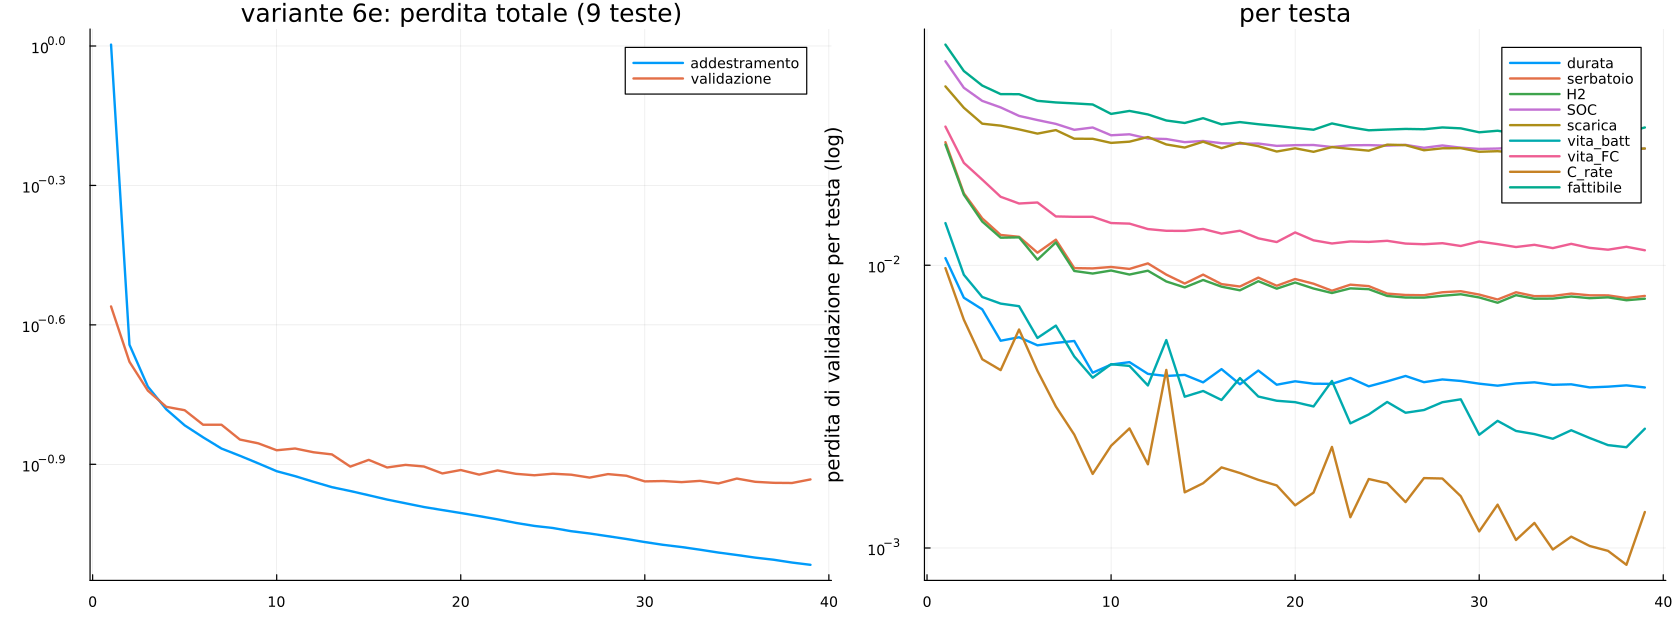 variante 6e: perdita totale (9 teste)
10^0.0
10^−0.3
10^−0.6
10^−0.9
0
10
20
30
40
addestramento
validazione
per testa
perdita di validazione per testa (log)
10^−2
10^−3
0
10
20
30
40
durata
serbatoio
H2
SOC
scarica
vita_batt
vita_FC
C_rate
fattibile